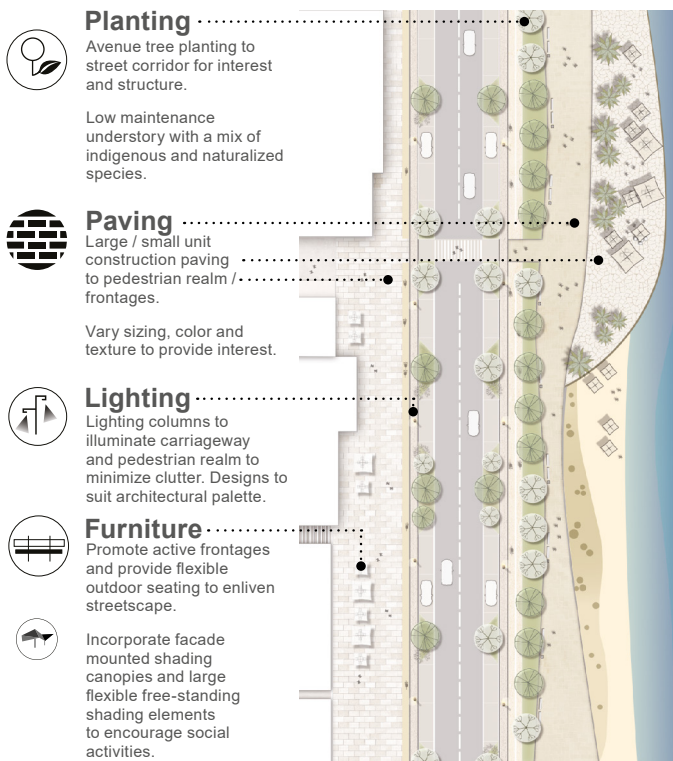 Planting
Avenue tree planting to
street corridor for interest
and structure.
Low maintenance
understory with a mix of
indigenous and naturalized
species.
Paving
Large / small unit
construction paving
to pedestrian realm /
frontages.
Vary sizing, color and
texture to provide interest.
Lighting
Lighting columns to
illuminate carriageway
and pedestrian realm to
minimize clutter. Designs to
suit architectural palette.
Furniture
Promote active frontages
and provide flexible
outdoor seating to enliven
streetscape.
Incorporate facade
mounted shading
canopies and large
flexible free-standing
shading elements
to encourage social
activities.